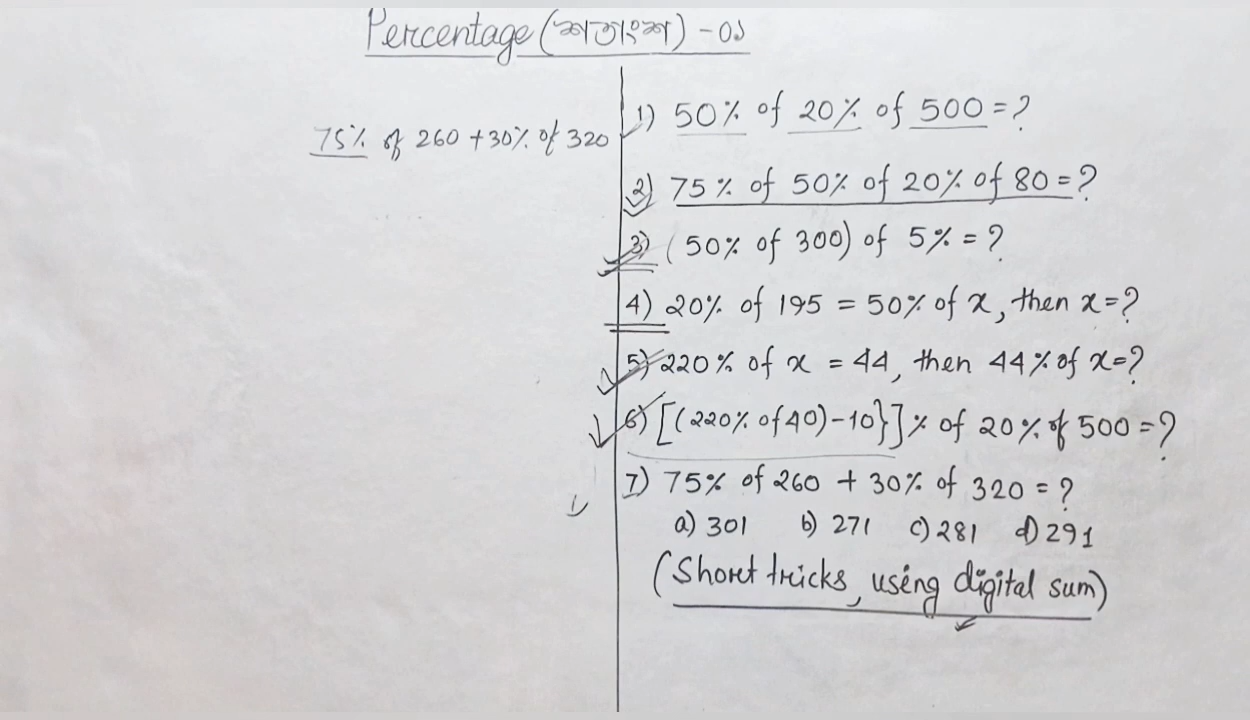 Percentage (শতাংশ) - 0১
75% of 260 + 30% of 320
1) 50% of 20% of 500 = ?
2) 75% of 50% of 20% of 80 = ?
3) (50% of 300) of 5% = ?
4) 20% of 195 = 50% of x, then x = ?
5) 220% of x = 44, then 44% of x = ?
6) [(220% of 40) - 10}]% of 20% of 500 = ?
7) 75% of 260 + 30% of 320 = ?
a) 301 b) 271 c) 281 d) 291
(Short tricks, using digital sum)